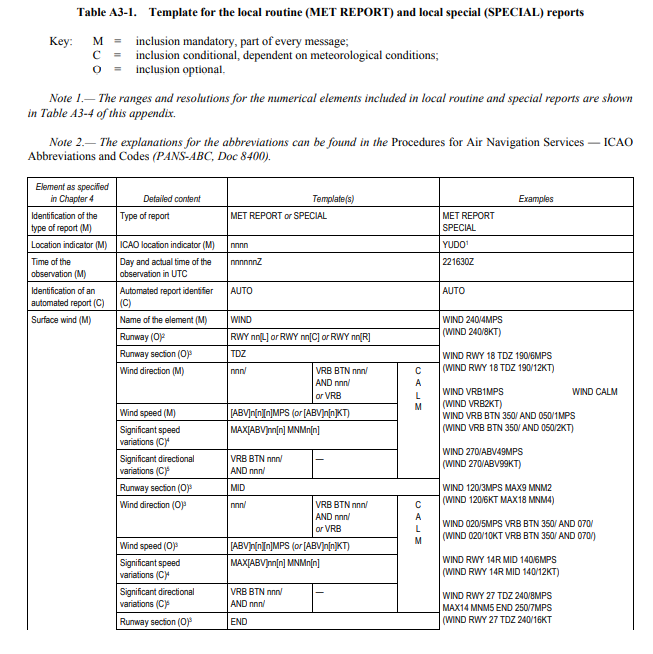 Table A3-1. Template for the local routine (MET REPORT) and local special (SPECIAL) reports
Key: M = inclusion mandatory, part of every message;
C = inclusion conditional, dependent on meteorological conditions;
O = inclusion optional.
Note 1.— The ranges and resolutions for the numerical elements included in local routine and special reports are shown
in Table A3-4 of this appendix.
Note 2.— The explanations for the abbreviations can be found in the Procedures for Air Navigation Services — ICAO
Abbreviations and Codes (PANS-ABC, Doc 8400).
Element as specified
in Chapter 4
Detailed content
Template(s)
Examples
Identification of the
type of report (M)
Type of report
MET REPORT or SPECIAL
MET REPORT
SPECIAL
Location indicator (M)
ICAO location indicator (M)
nnnn
YUDO¹
Time of the
observation (M)
Day and actual time of the
observation in UTC
nnnnnnZ
221630Z
Identification of an
automated report (C)
Automated report identifier
(C)
AUTO
AUTO
Surface wind (M)
Name of the element (M)
WIND
Runway (O)²
RWY nn[L] or RWY nn[C] or RWY nn[R]
Runway section (O)³
TDZ
Wind direction (M)
nnn/
VRB BTN nnn/
AND nnn/
or VRB
C
A
L
M
Wind speed (M)
[ABV]n[n][n]MPS (or [ABV]n[n]KT)
Significant speed
variations (C)⁴
MAX[ABV]nn[n] MNMn[n]
Significant directional
variations (C)⁵
VRB BTN nnn/
AND nnn/
—
Runway section (O)³
MID
Wind direction (O)³
nnn/
VRB BTN nnn/
AND nnn/
or VRB
C
A
L
M
Wind speed (O)³
[ABV]n[n][n]MPS (or [ABV]n[n]KT)
Significant speed
variations (C)⁴
MAX[ABV]nn[n] MNMn[n]
Significant directional
variations (C)⁵
VRB BTN nnn/
AND nnn/
—
Runway section (O)³
END
WIND 240/4MPS
(WIND 240/8KT)
WIND RWY 18 TDZ 190/6MPS
(WIND RWY 18 TDZ 190/12KT)
WIND VRB1MPS WIND CALM
(WIND VRB2KT)
WIND VRB BTN 350/ AND 050/1MPS
(WIND VRB BTN 350/ AND 050/2KT)
WIND 270/ABV49MPS
(WIND 270/ABV99KT)
WIND 120/3MPS MAX9 MNM2
(WIND 120/6KT MAX18 MNM4)
WIND 020/5MPS VRB BTN 350/ AND 070/
(WIND 020/10KT VRB BTN 350/ AND 070/)
WIND RWY 14R MID 140/6MPS
(WIND RWY 14R MID 140/12KT)
WIND RWY 27 TDZ 240/8MPS
MAX14 MNM5 END 250/7MPS
(WIND RWY 27 TDZ 240/16KT